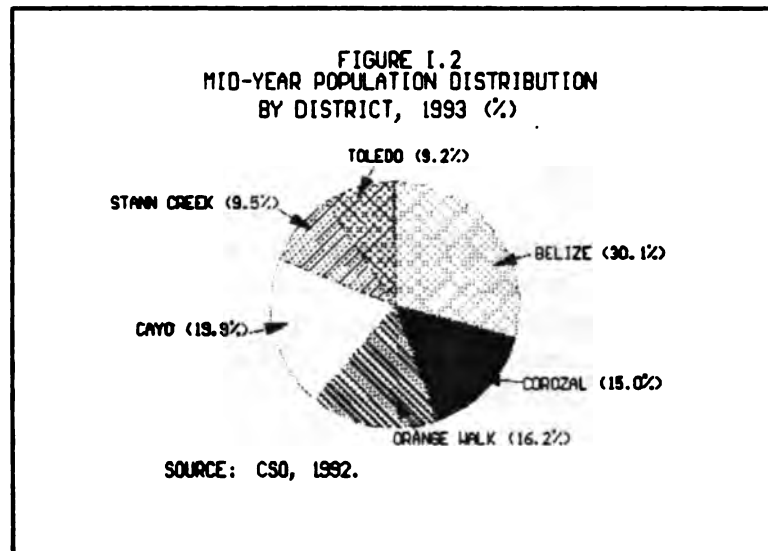 FIGURE I.2
MID-YEAR POPULATION DISTRIBUTION
BY DISTRICT, 1993 (%)
TOLEDO (9.2%)
STANN CREEK (9.5%)
BELIZE (30.1%)
CAYO (19.9%)
COROZAL (15.0%)
ORANGE WALK (16.2%)
SOURCE: CSO, 1992.